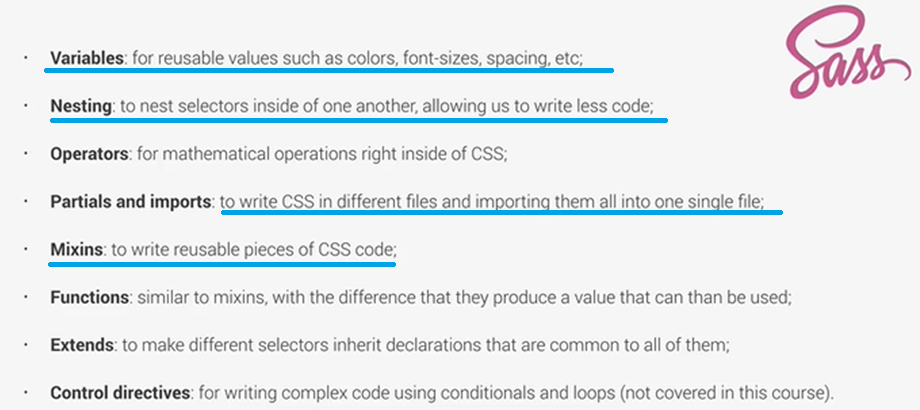 Sass
· Variables: for reusable values such as colors, font-sizes, spacing, etc;
· Nesting: to nest selectors inside of one another, allowing us to write less code;
· Operators: for mathematical operations right inside of CSS;
· Partials and imports: to write CSS in different files and importing them all into one single file;
· Mixins: to write reusable pieces of CSS code;
· Functions: similar to mixins, with the difference that they produce a value that can than be used;
· Extends: to make different selectors inherit declarations that are common to all of them;
· Control directives: for writing complex code using conditionals and loops (not covered in this course).